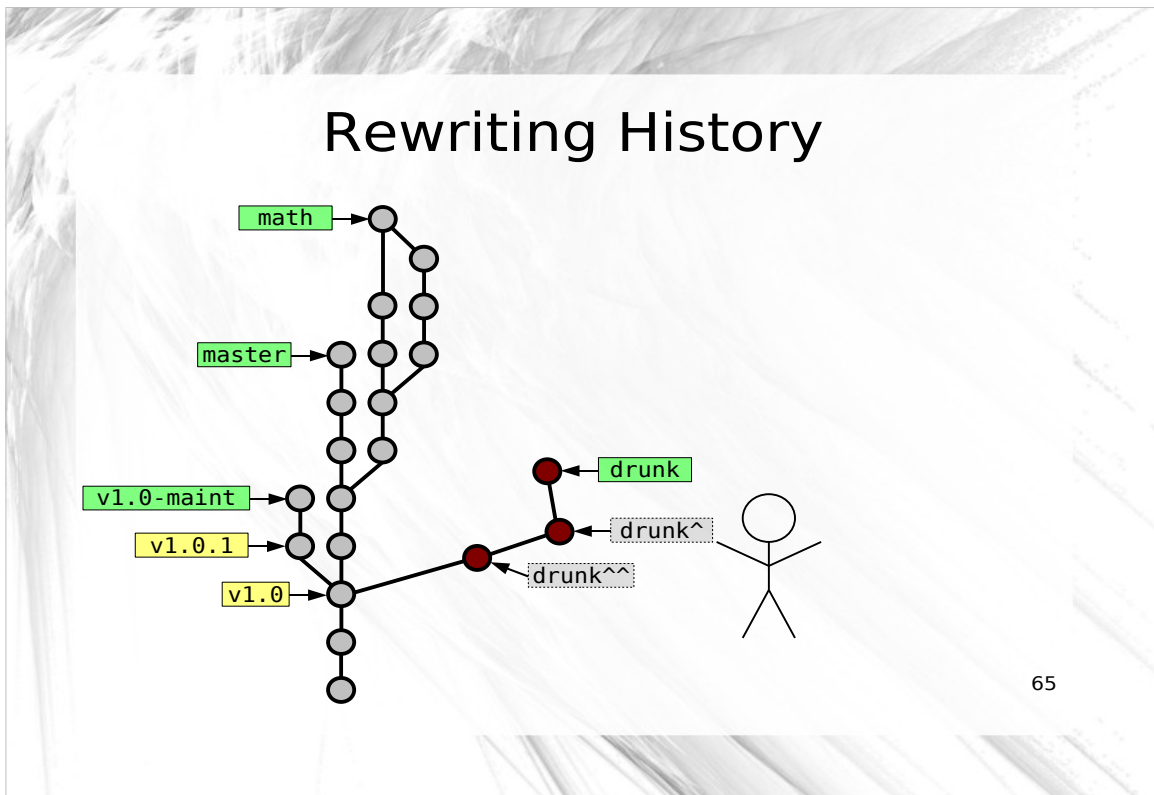 Rewriting History
math
master
drunk
v1.0-maint
drunk^
v1.0.1
drunk^^
v1.0
65